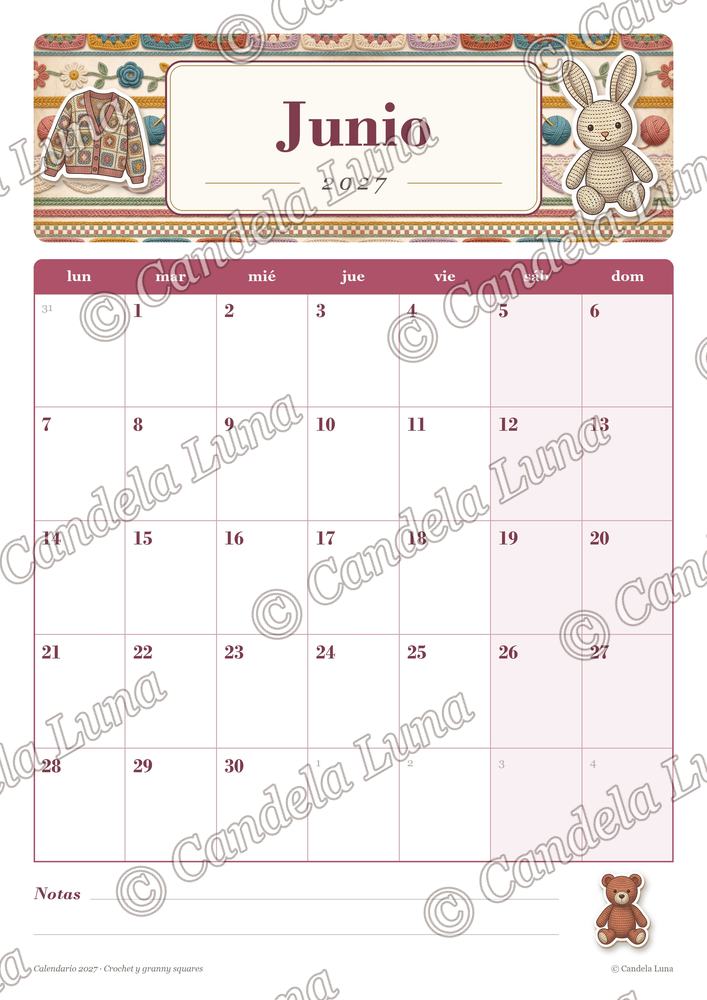 Junio
2027
lun mar mié jue vie sáb dom
31 1 2 3 4 5 6
7 8 9 10 11 12 13
14 15 16 17 18 19 20
21 22 23 24 25 26 27
28 29 30 1 2 3 4
Notas
Calendario 2027 · Crochet y granny squares © Candela Luna
© Candela Luna